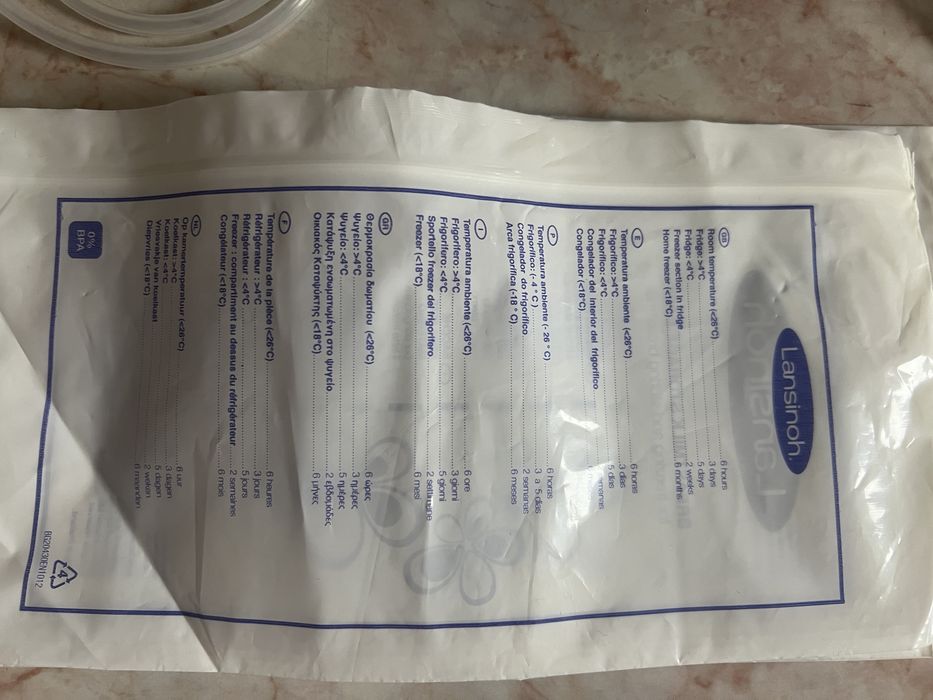 Lansinoh
GB
Room temperature (<26°C) 6 hours
Fridge: >4°C 3 days
Fridge: <4°C 5 days
Freezer section in fridge 2 weeks
Home freezer (<18°C) 6 months
E
Temperatura ambiente (<26°C) 6 horas
Frigorífico: >4°C 3 días
Frigorífico: <4°C 5 días
Congelador del interior del frigorífico
Congelador (<18°C)
P
Temperatura ambiente (- 26 ° C) 6 horas
Frigorífico: ( 4 ° C ) 3 a 5 dias
Congelador do frigorífico 2 semanas
Arca frigorífica (-18 ° C) 6 meses
I
Temperatura ambiente (<26°C) 6 ore
Frigorifero: >4°C 3 giorni
Frigorifero: <4°C 5 giorni
Sportello freezer del frigorifero 2 settimane
Freezer (<18°C) 6 mesi
GR
Θερμοκρασία δωματίου (<26°C) 6 ώρες
Ψυγείο: >4°C 3 ημέρες
Ψυγείο: <4°C 5 ημέρες
Κατάψυξη ενσωματωμένη στο ψυγείο 2 εβδομάδες
Οικιακός Καταψύκτης (<18°C) 6 μήνες
F
Température de la pièce (<26°C) 6 heures
Réfrigérateur : >4°C 3 jours
Réfrigérateur : <4°C 5 jours
Freezer : compartiment au dessus du réfrigérateur 2 semaines
Congélateur (<18°C) 6 mois
NL
Op kamertemperatuur (<26°C) 6 uur
Koelkast: >4°C 3 dagen
Koelkast: <4°C 5 dagen
Vriesvakje van koelkast 2 weken
Diepvries (<18°C) 6 maanden
0%
BPA
4
BG20430EN1012